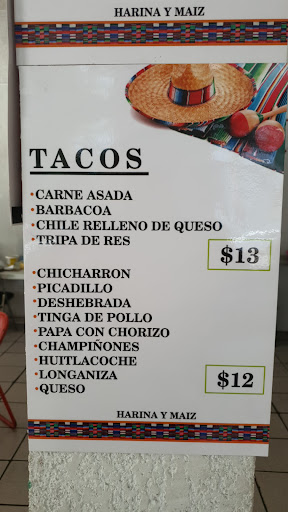 HARINA Y MAIZ
TACOS
•CARNE ASADA
•BARBACOA
•CHILE RELLENO DE QUESO
•TRIPA DE RES
$13
•CHICHARRON
•PICADILLO
•DESHEBRADA
•TINGA DE POLLO
•PAPA CON CHORIZO
•CHAMPIÑONES
•HUITLACOCHE
•LONGANIZA
•QUESO
$12
HARINA Y MAIZ